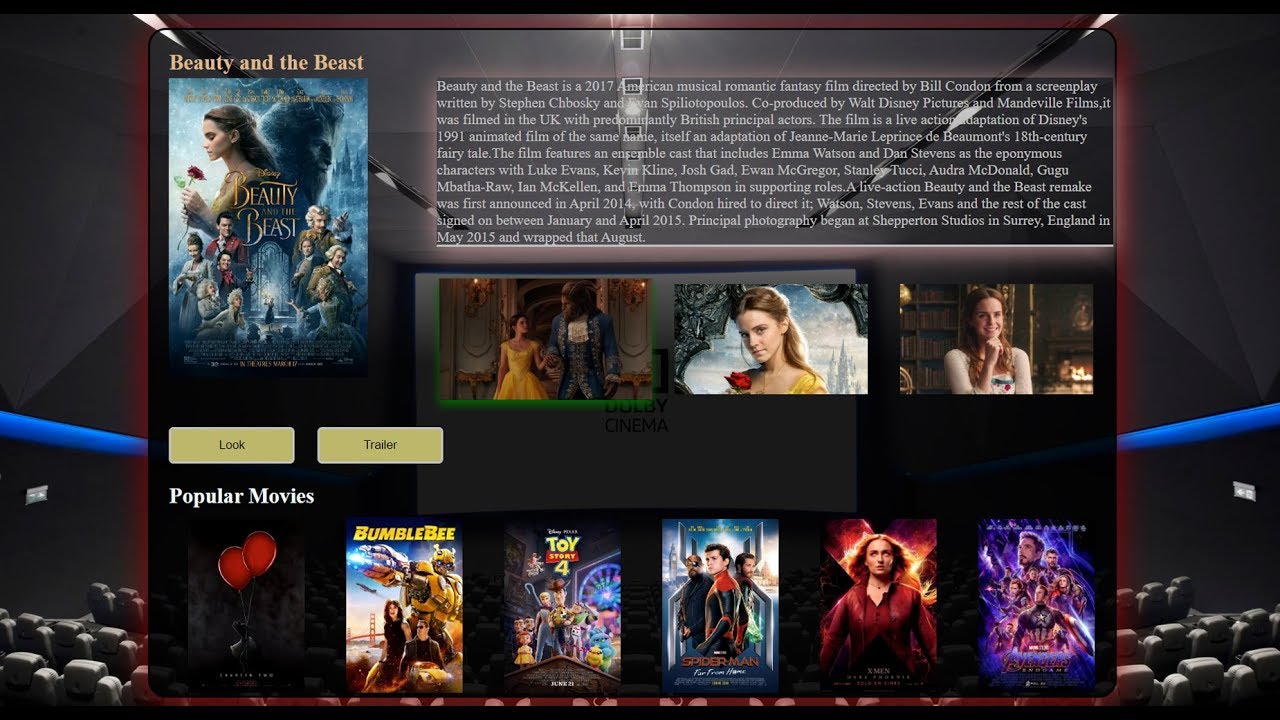 Beauty and the Beast
Beauty and the Beast is a 2017 American musical romantic fantasy film directed by Bill Condon from a screenplay
written by Stephen Chbosky and Evan Spiliotopoulos. Co-produced by Walt Disney Pictures and Mandeville Films,it
was filmed in the UK with predominantly British principal actors. The film is a live action adaptation of Disney's
1991 animated film of the same name, itself an adaptation of Jeanne-Marie Leprince de Beaumont's 18th-century
fairy tale.The film features an ensemble cast that includes Emma Watson and Dan Stevens as the eponymous
characters with Luke Evans, Kevin Kline, Josh Gad, Ewan McGregor, Stanley Tucci, Audra McDonald, Gugu
Mbatha-Raw, Ian McKellen, and Emma Thompson in supporting roles.A live-action Beauty and the Beast remake
was first announced in April 2014, with Condon hired to direct it; Watson, Stevens, Evans and the rest of the cast
signed on between January and April 2015. Principal photography began at Shepperton Studios in Surrey, England in
May 2015 and wrapped that August.
Disney
BEAUTY
AND THE
BEAST
IN THEATRES MARCH 17
DOLBY
CINEMA
Look
Trailer
Popular Movies
CHAPTER TWO
BUMBLEBEE
Disney PIXAR
TOY
STORY
4
JUNE 21
SPIDER-MAN
Far From Home
X-MEN
DARK PHOENIX
SOLO EN CINES
AVENGERS
ENDGAME